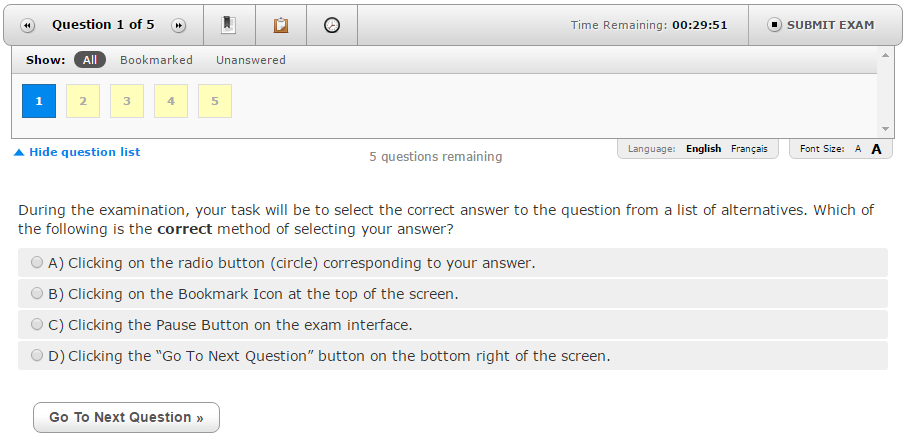 Question 1 of 5
Time Remaining: 00:29:51
SUBMIT EXAM
Show: All Bookmarked Unanswered
1 2 3 4 5
Hide question list
5 questions remaining
Language: English Français
Font Size: A A
During the examination, your task will be to select the correct answer to the question from a list of alternatives. Which of
the following is the correct method of selecting your answer?
A) Clicking on the radio button (circle) corresponding to your answer.
B) Clicking on the Bookmark Icon at the top of the screen.
C) Clicking the Pause Button on the exam interface.
D) Clicking the “Go To Next Question” button on the bottom right of the screen.
Go To Next Question »